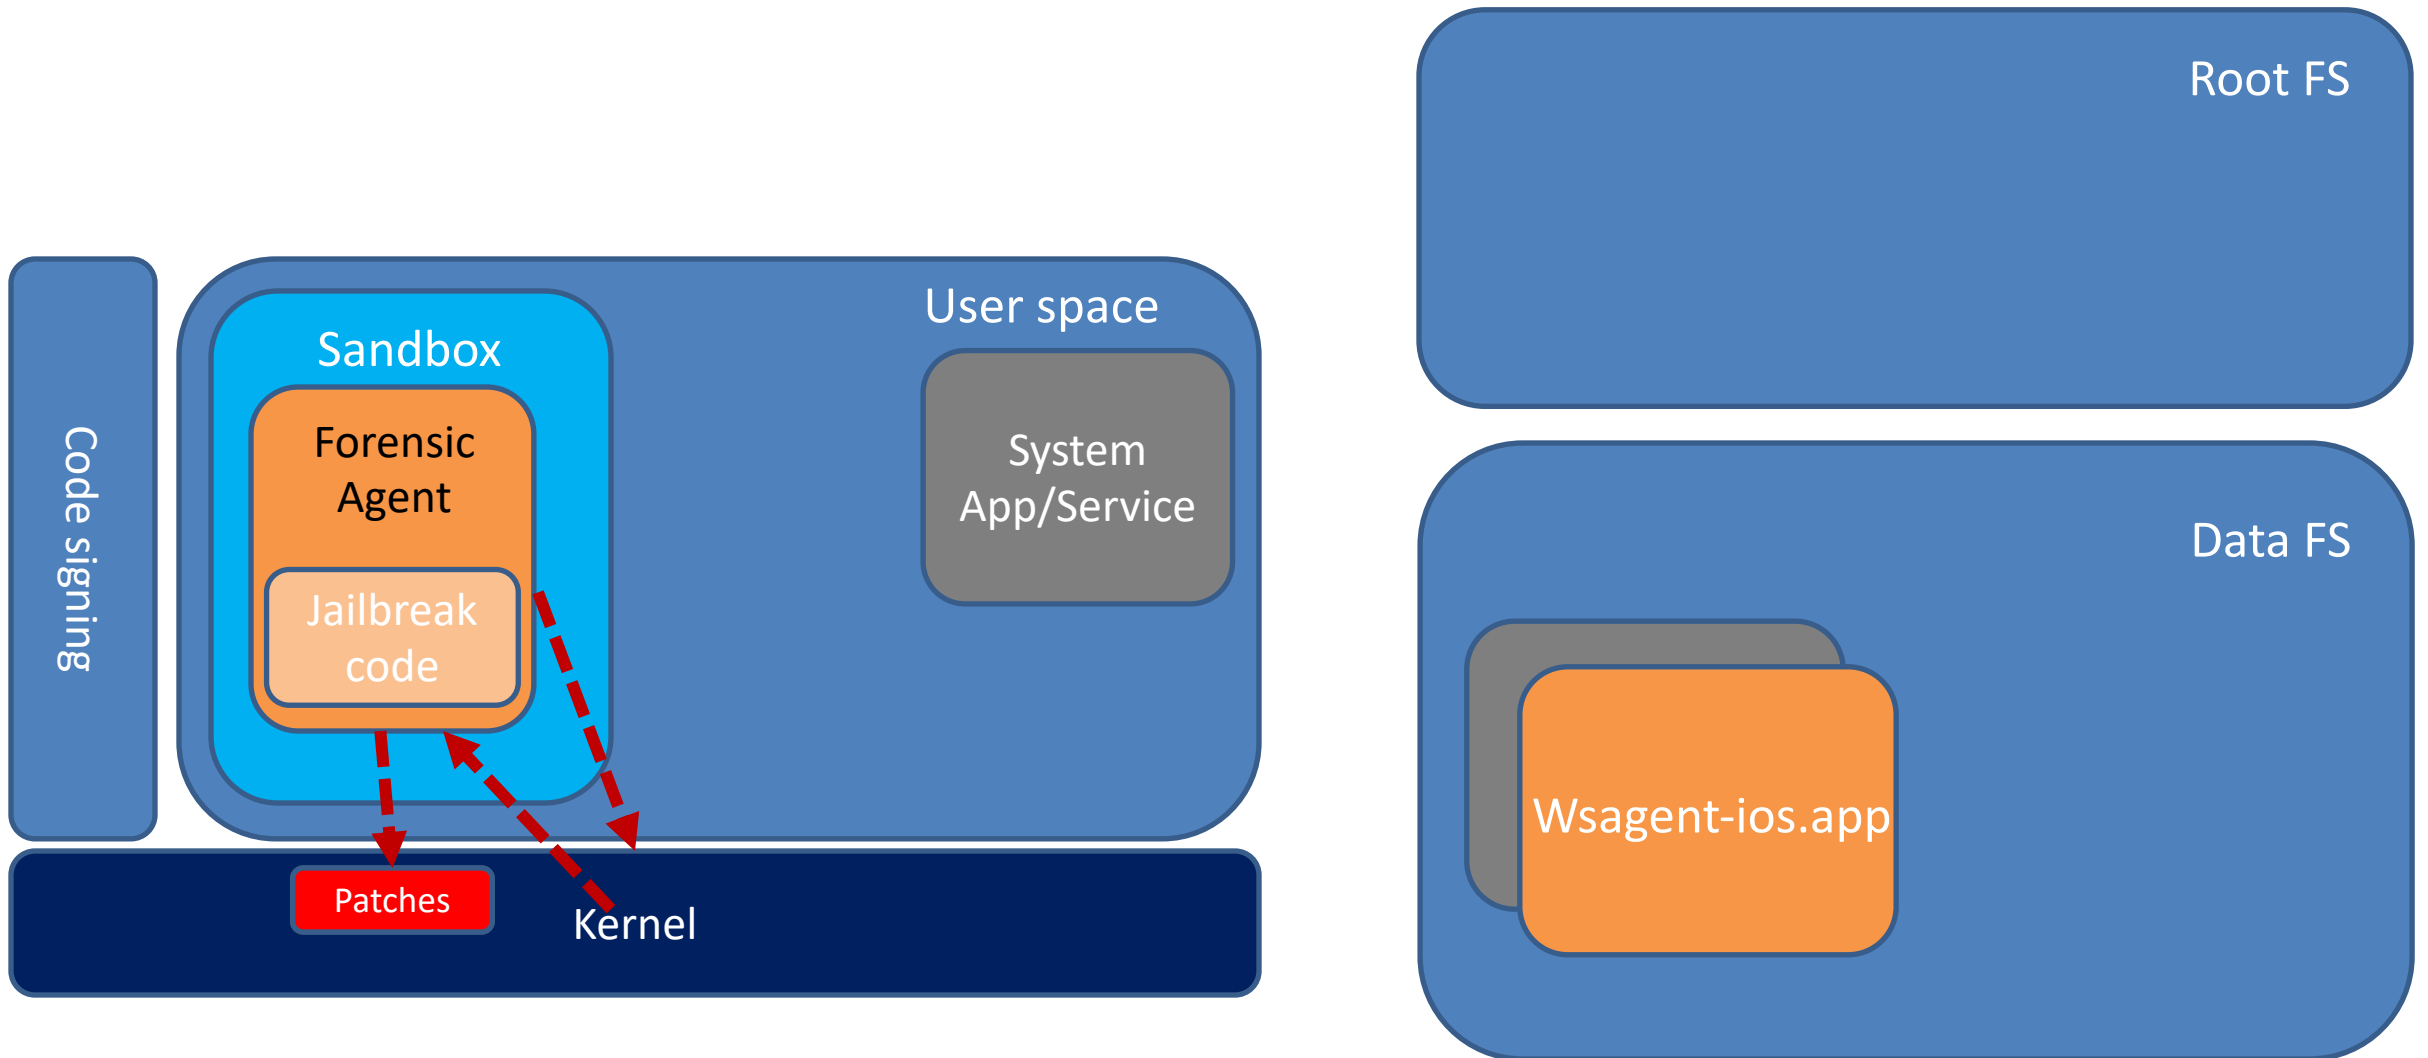 Root FS
User space
Sandbox
Forensic
Agent
System
App/Service
Code signing
Data FS
Jailbreak
code
Wsagent-ios.app
Patches
Kernel